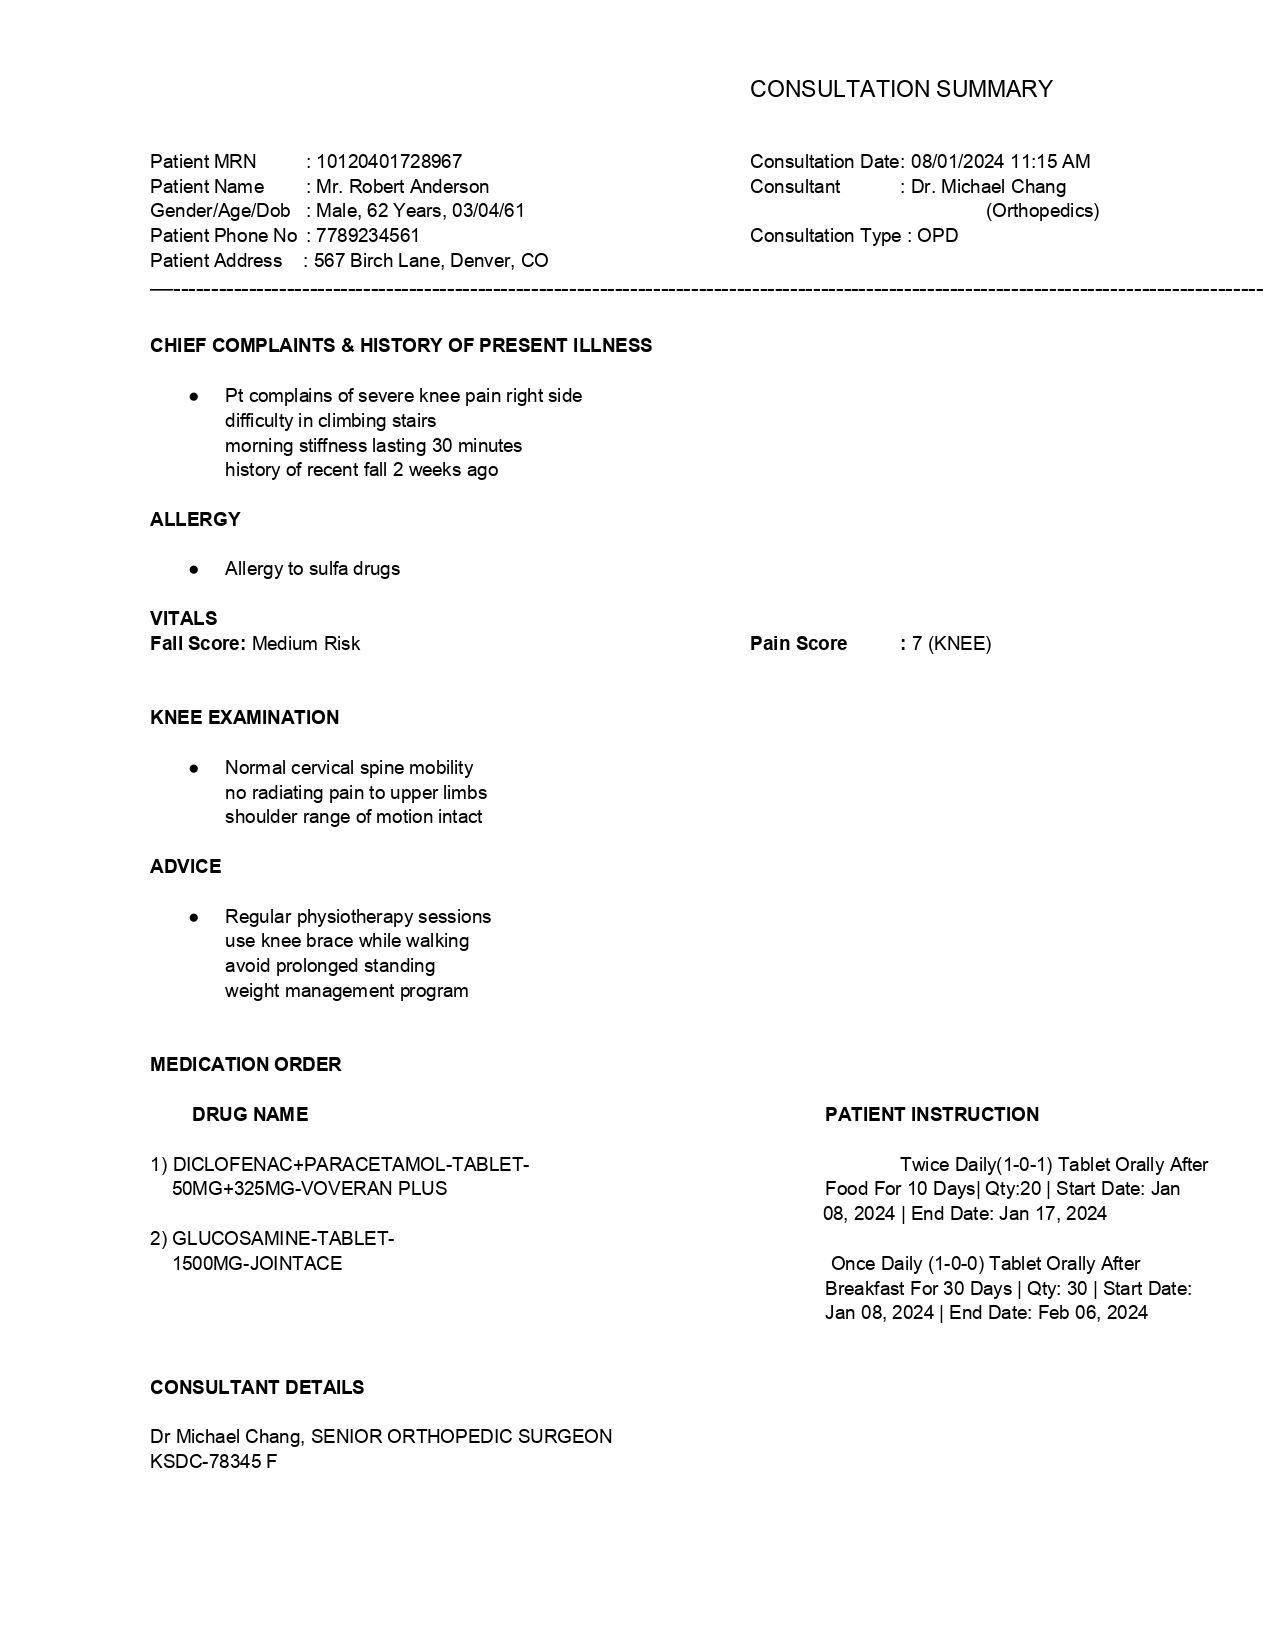 CONSULTATION SUMMARY
Patient MRN : 10120401728967 Consultation Date: 08/01/2024 11:15 AM
Patient Name : Mr. Robert Anderson Consultant : Dr. Michael Chang
Gender/Age/Dob : Male, 62 Years, 03/04/61 (Orthopedics)
Patient Phone No : 7789234561 Consultation Type : OPD
Patient Address : 567 Birch Lane, Denver, CO
CHIEF COMPLAINTS & HISTORY OF PRESENT ILLNESS
● Pt complains of severe knee pain right side
difficulty in climbing stairs
morning stiffness lasting 30 minutes
history of recent fall 2 weeks ago
ALLERGY
● Allergy to sulfa drugs
VITALS
Fall Score: Medium Risk Pain Score : 7 (KNEE)
KNEE EXAMINATION
● Normal cervical spine mobility
no radiating pain to upper limbs
shoulder range of motion intact
ADVICE
● Regular physiotherapy sessions
use knee brace while walking
avoid prolonged standing
weight management program
MEDICATION ORDER
DRUG NAME PATIENT INSTRUCTION
1) DICLOFENAC+PARACETAMOL-TABLET- Twice Daily(1-0-1) Tablet Orally After
50MG+325MG-VOVERAN PLUS Food For 10 Days| Qty:20 | Start Date: Jan
08, 2024 | End Date: Jan 17, 2024
2) GLUCOSAMINE-TABLET-
1500MG-JOINTACE Once Daily (1-0-0) Tablet Orally After
Breakfast For 30 Days | Qty: 30 | Start Date:
Jan 08, 2024 | End Date: Feb 06, 2024
CONSULTANT DETAILS
Dr Michael Chang, SENIOR ORTHOPEDIC SURGEON
KSDC-78345 F